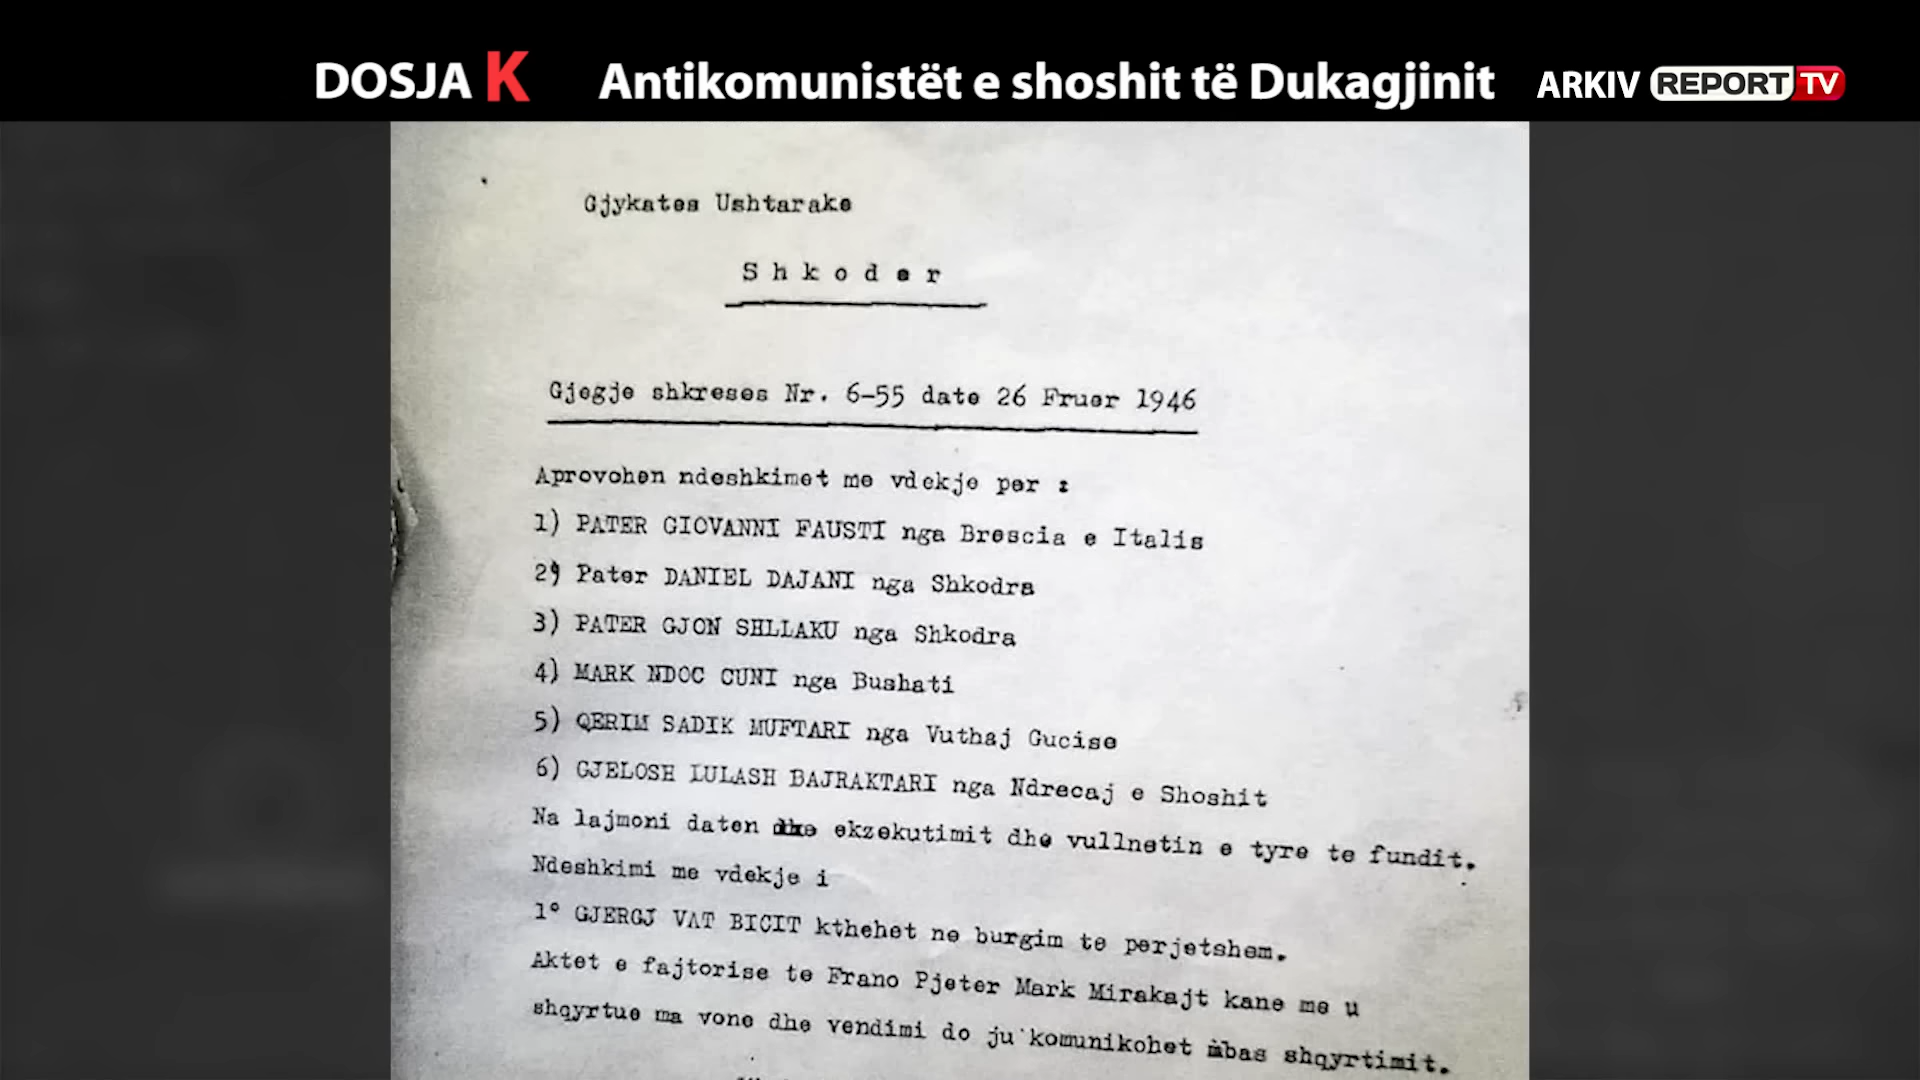 DOSJA K Antikomunistët e shoshit të Dukagjinit ARKIV REPORT TV
Gjykates Ushtarake
Shkoder
Gjegje shkreses Nr. 6-55 date 26 Fruer 1946
Aprovohen ndeshkimet me vdekje per :
1) PATER GIOVANNI FAUSTI nga Brescia e Italis
2) Pater DANIEL DAJANI nga Shkodra
3) PATER GJON SHLLAKU nga Shkodra
4) MARK NDOC CUNI nga Bushati
5) QERIM SADIK MUFTARI nga Vuthaj Gucise
6) GJELOSH LULASH BAJRAKTARI nga Ndrecaj e Shoshit
Na lajmoni daten dhe ekzekutimit dhe vullnetin e tyre te fundit.
Ndeshkimi me vdekje i
1° GJERGJ VAT BICIT kthehet ne burgim te perjetshem.
Aktet e fajtorise te Frano Pjeter Mark Mirakajt kane me u
shqyrtue ma vone dhe vendimi do ju komunikohet mbas shqyrtimit.